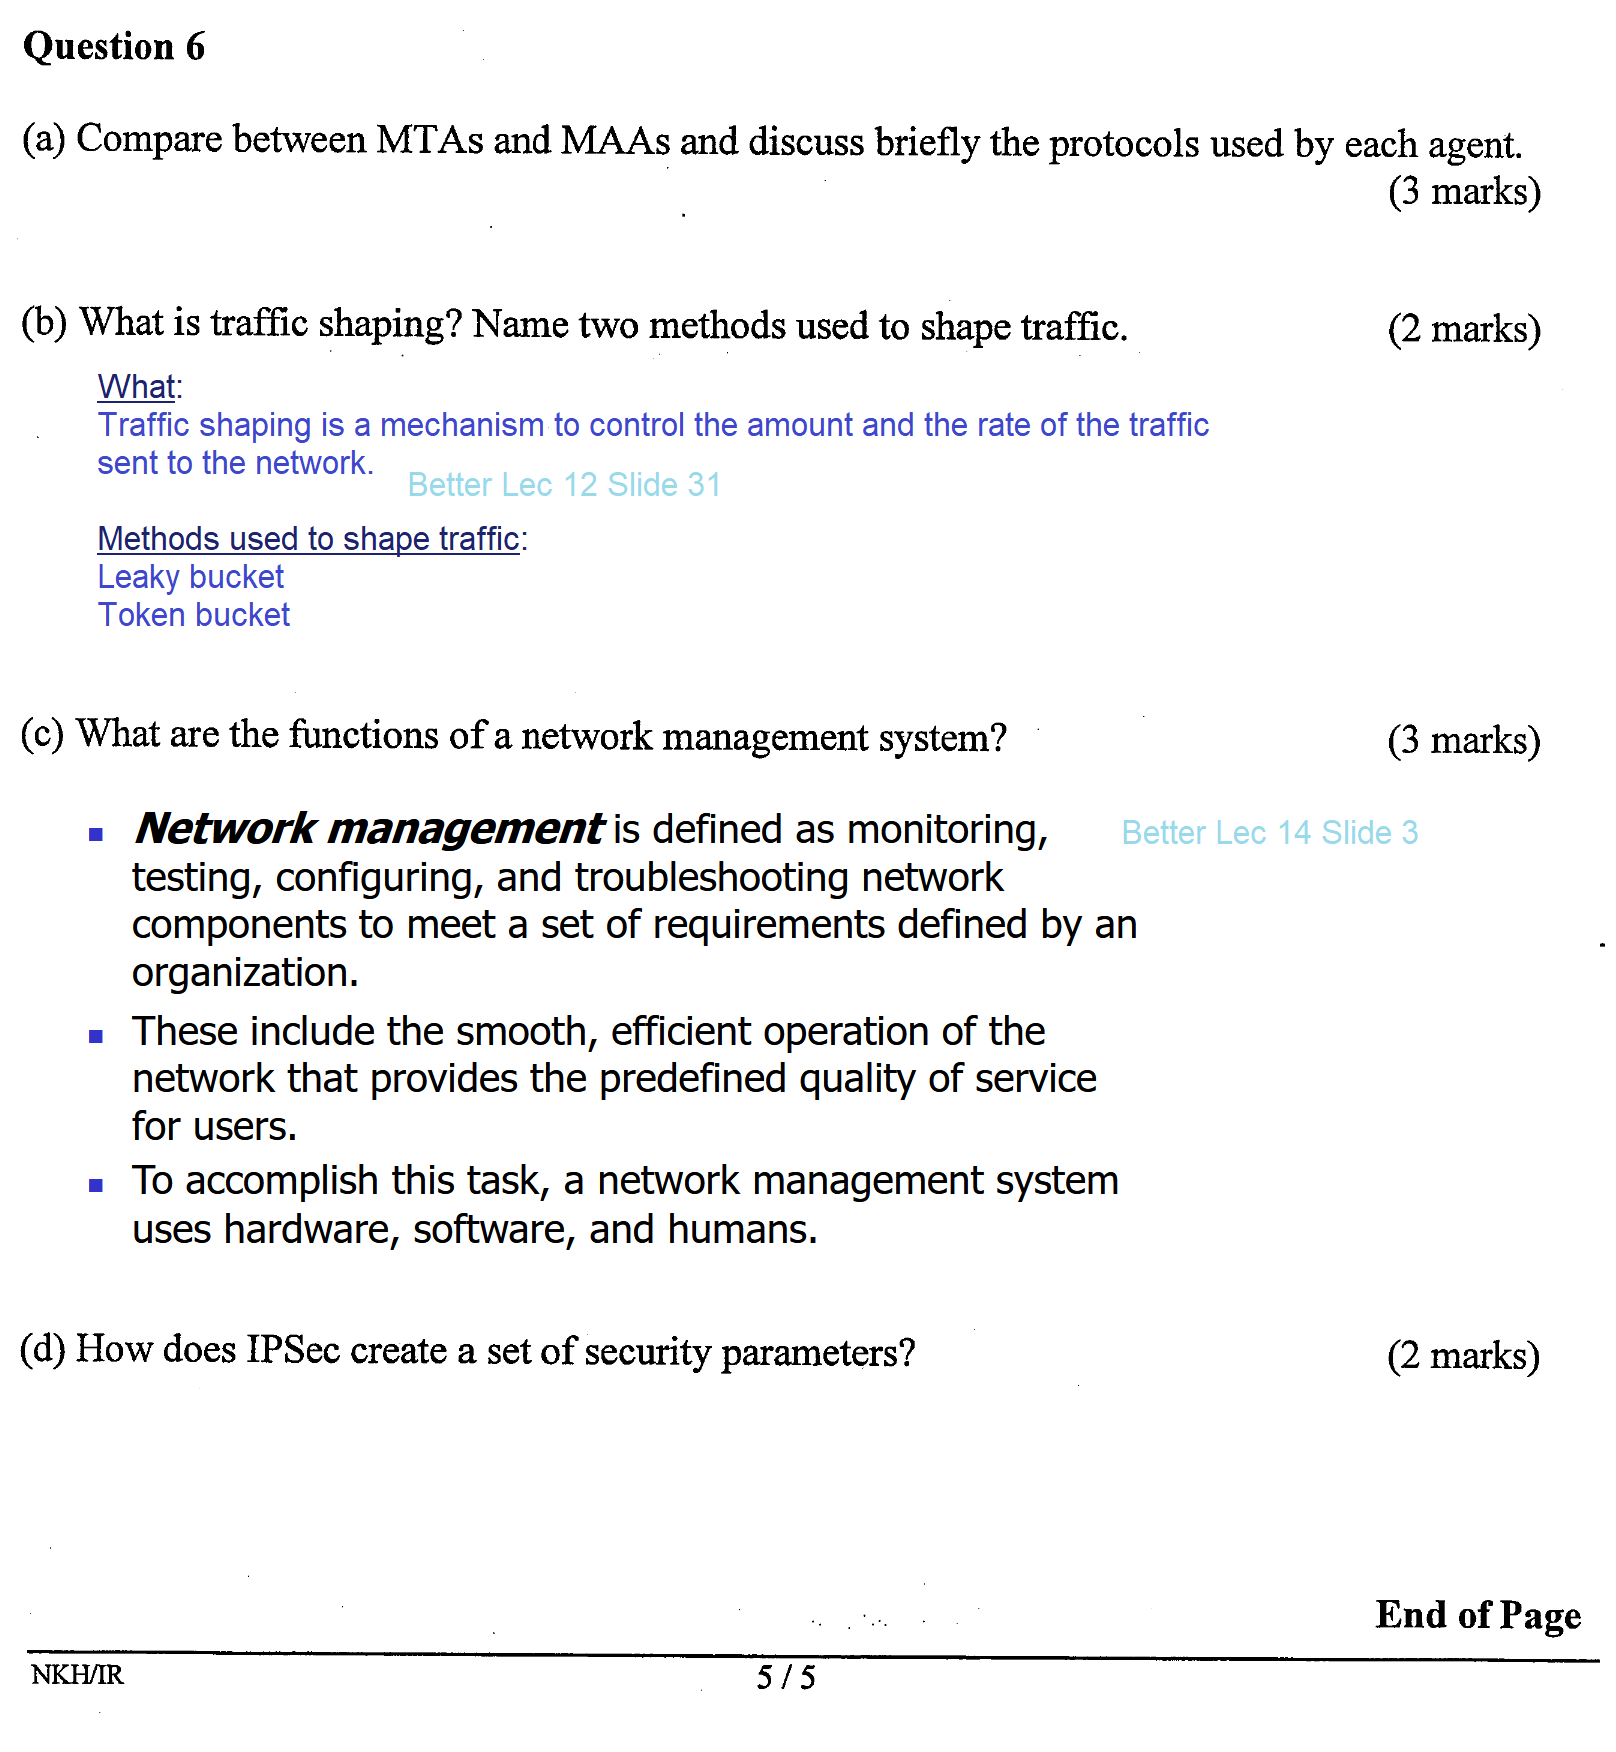 Question 6
(a) Compare between MTAs and MAAs and discuss briefly the protocols used by each agent.
(3 marks)
(b) What is traffic shaping? Name two methods used to shape traffic. (2 marks)
What:
Traffic shaping is a mechanism to control the amount and the rate of the traffic
sent to the network.
Better Lec 12 Slide 31
Methods used to shape traffic:
Leaky bucket
Token bucket
(c) What are the functions of a network management system? (3 marks)
Network management is defined as monitoring, Better Lec 14 Slide 3
testing, configuring, and troubleshooting network
components to meet a set of requirements defined by an
organization.
These include the smooth, efficient operation of the
network that provides the predefined quality of service
for users.
To accomplish this task, a network management system
uses hardware, software, and humans.
(d) How does IPSec create a set of security parameters? (2 marks)
End of Page
NKH/IR 5 / 5